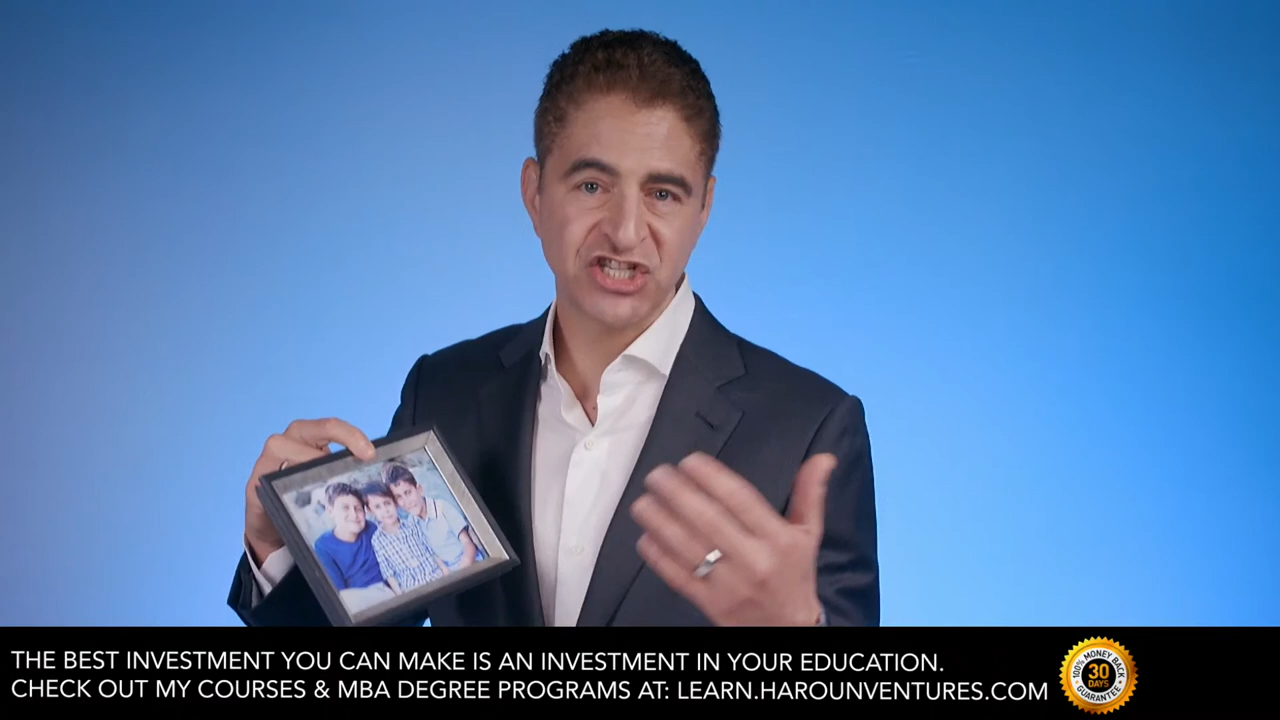 THE BEST INVESTMENT YOU CAN MAKE IS AN INVESTMENT IN YOUR EDUCATION.
CHECK OUT MY COURSES & MBA DEGREE PROGRAMS AT: LEARN.HAROUNVENTURES.COM
100% MONEY BACK
30
DAYS
GUARANTEE